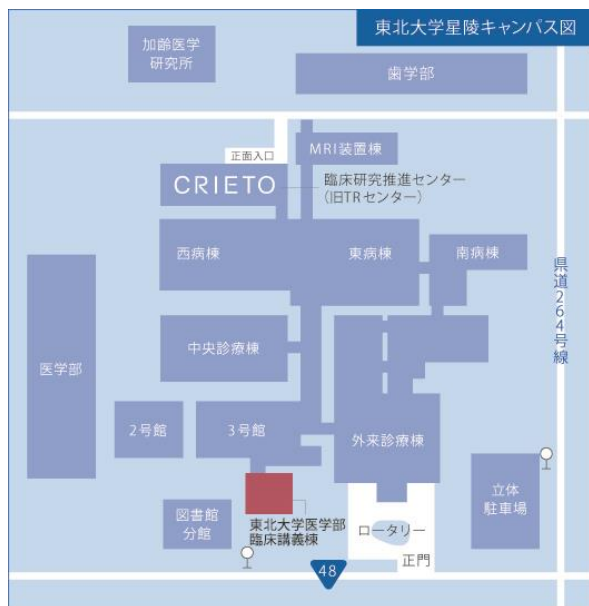 東北大学星陵キャンパス図
加齢医学
研究所
歯学部
正面入口
MRI装置棟
CRIETO
臨床研究推進センター
(旧TRセンター)
西病棟
東病棟
南病棟
県道264号線
医学部
中央診療棟
2号館
3号館
外来診療棟
立体
駐車場
図書館
分館
東北大学医学部
臨床講義棟
ロータリー
正門
48